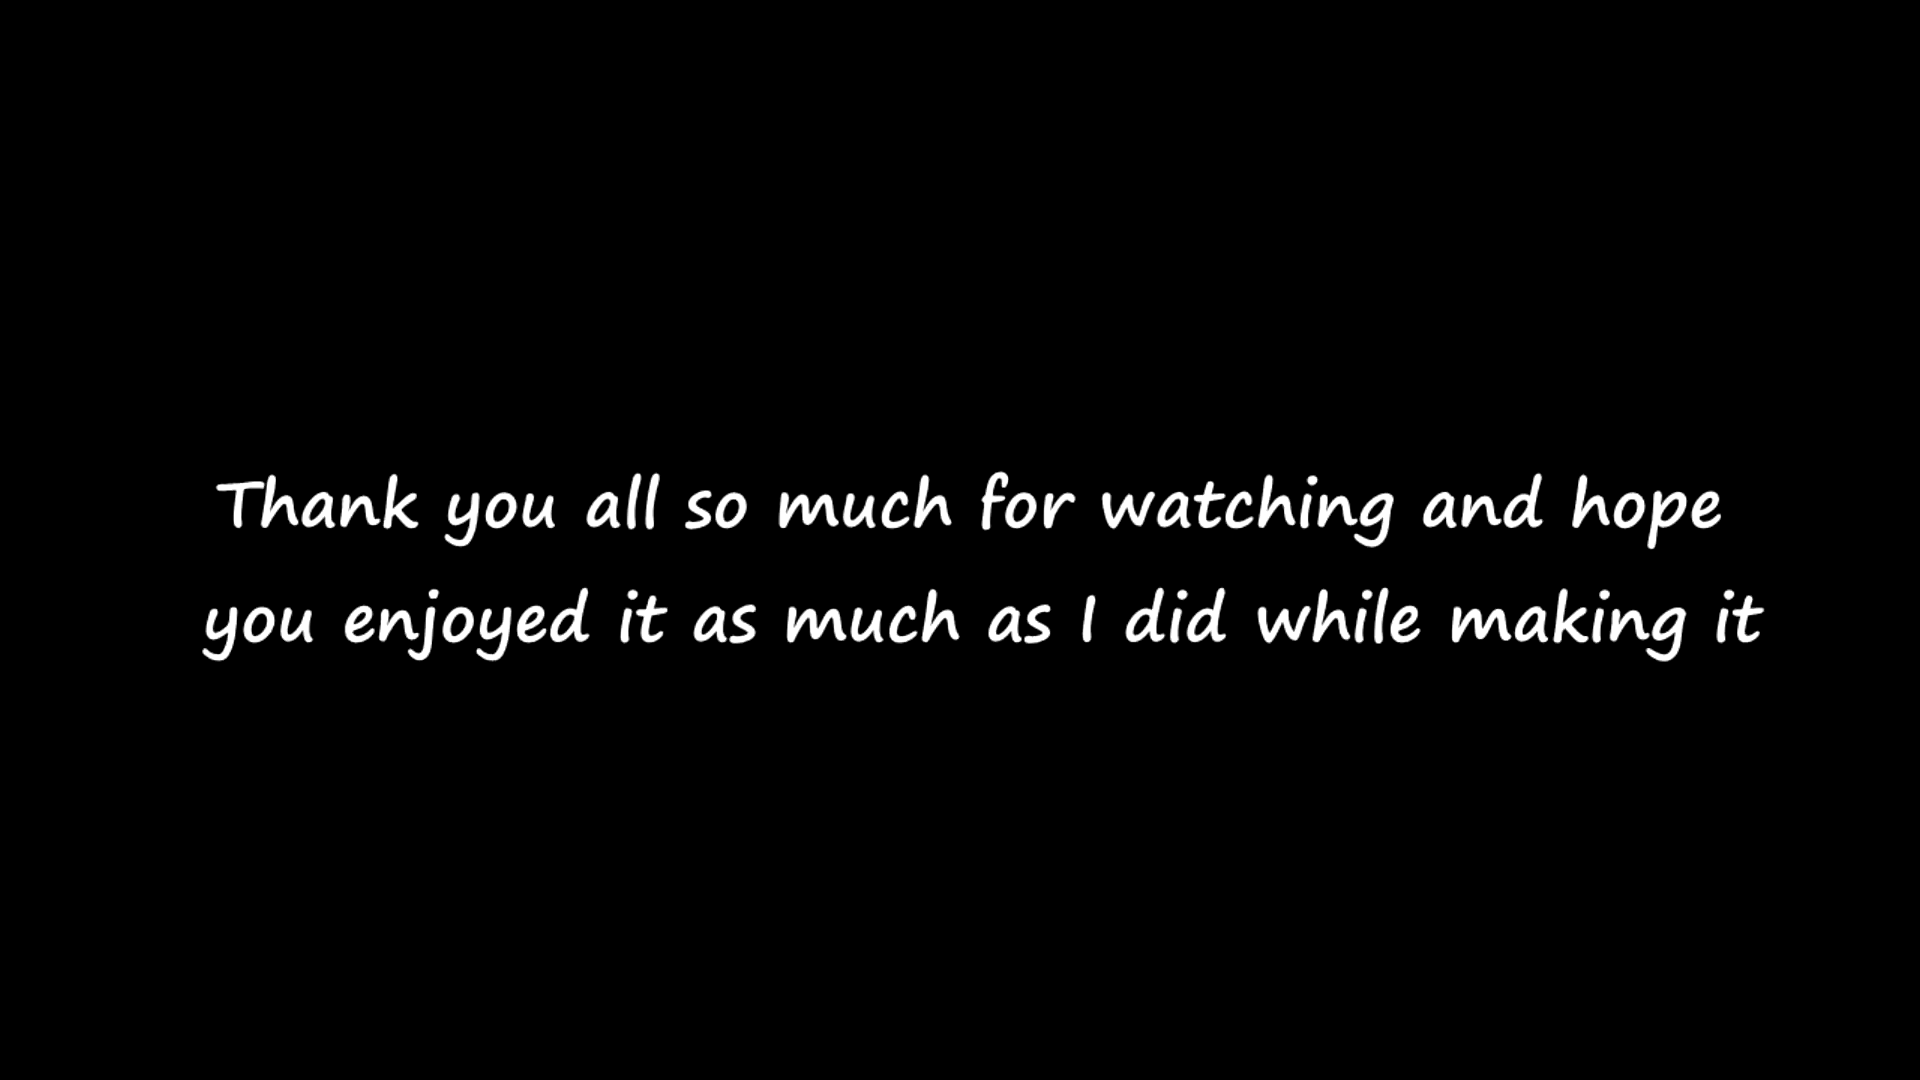 Thank you all so much for watching and hope
you enjoyed it as much as I did while making it